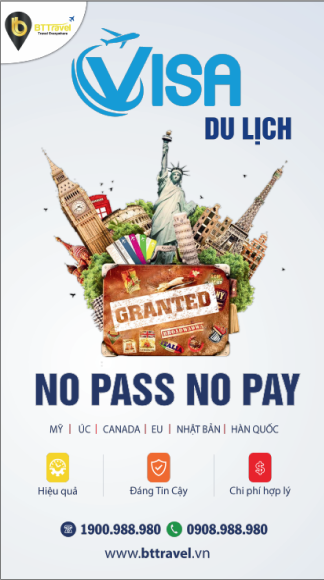 BTTravel
Travel Everywhere
VISA
DU LỊCH
GRANTED
ITALIA
NO PASS NO PAY
MỸ | ÚC | CANADA | EU | NHẬT BẢN | HÀN QUỐC
Hiệu quả
Đáng Tin Cậy
Chi phí hợp lý
1900.988.980
0908.988.980
www.bttravel.vn